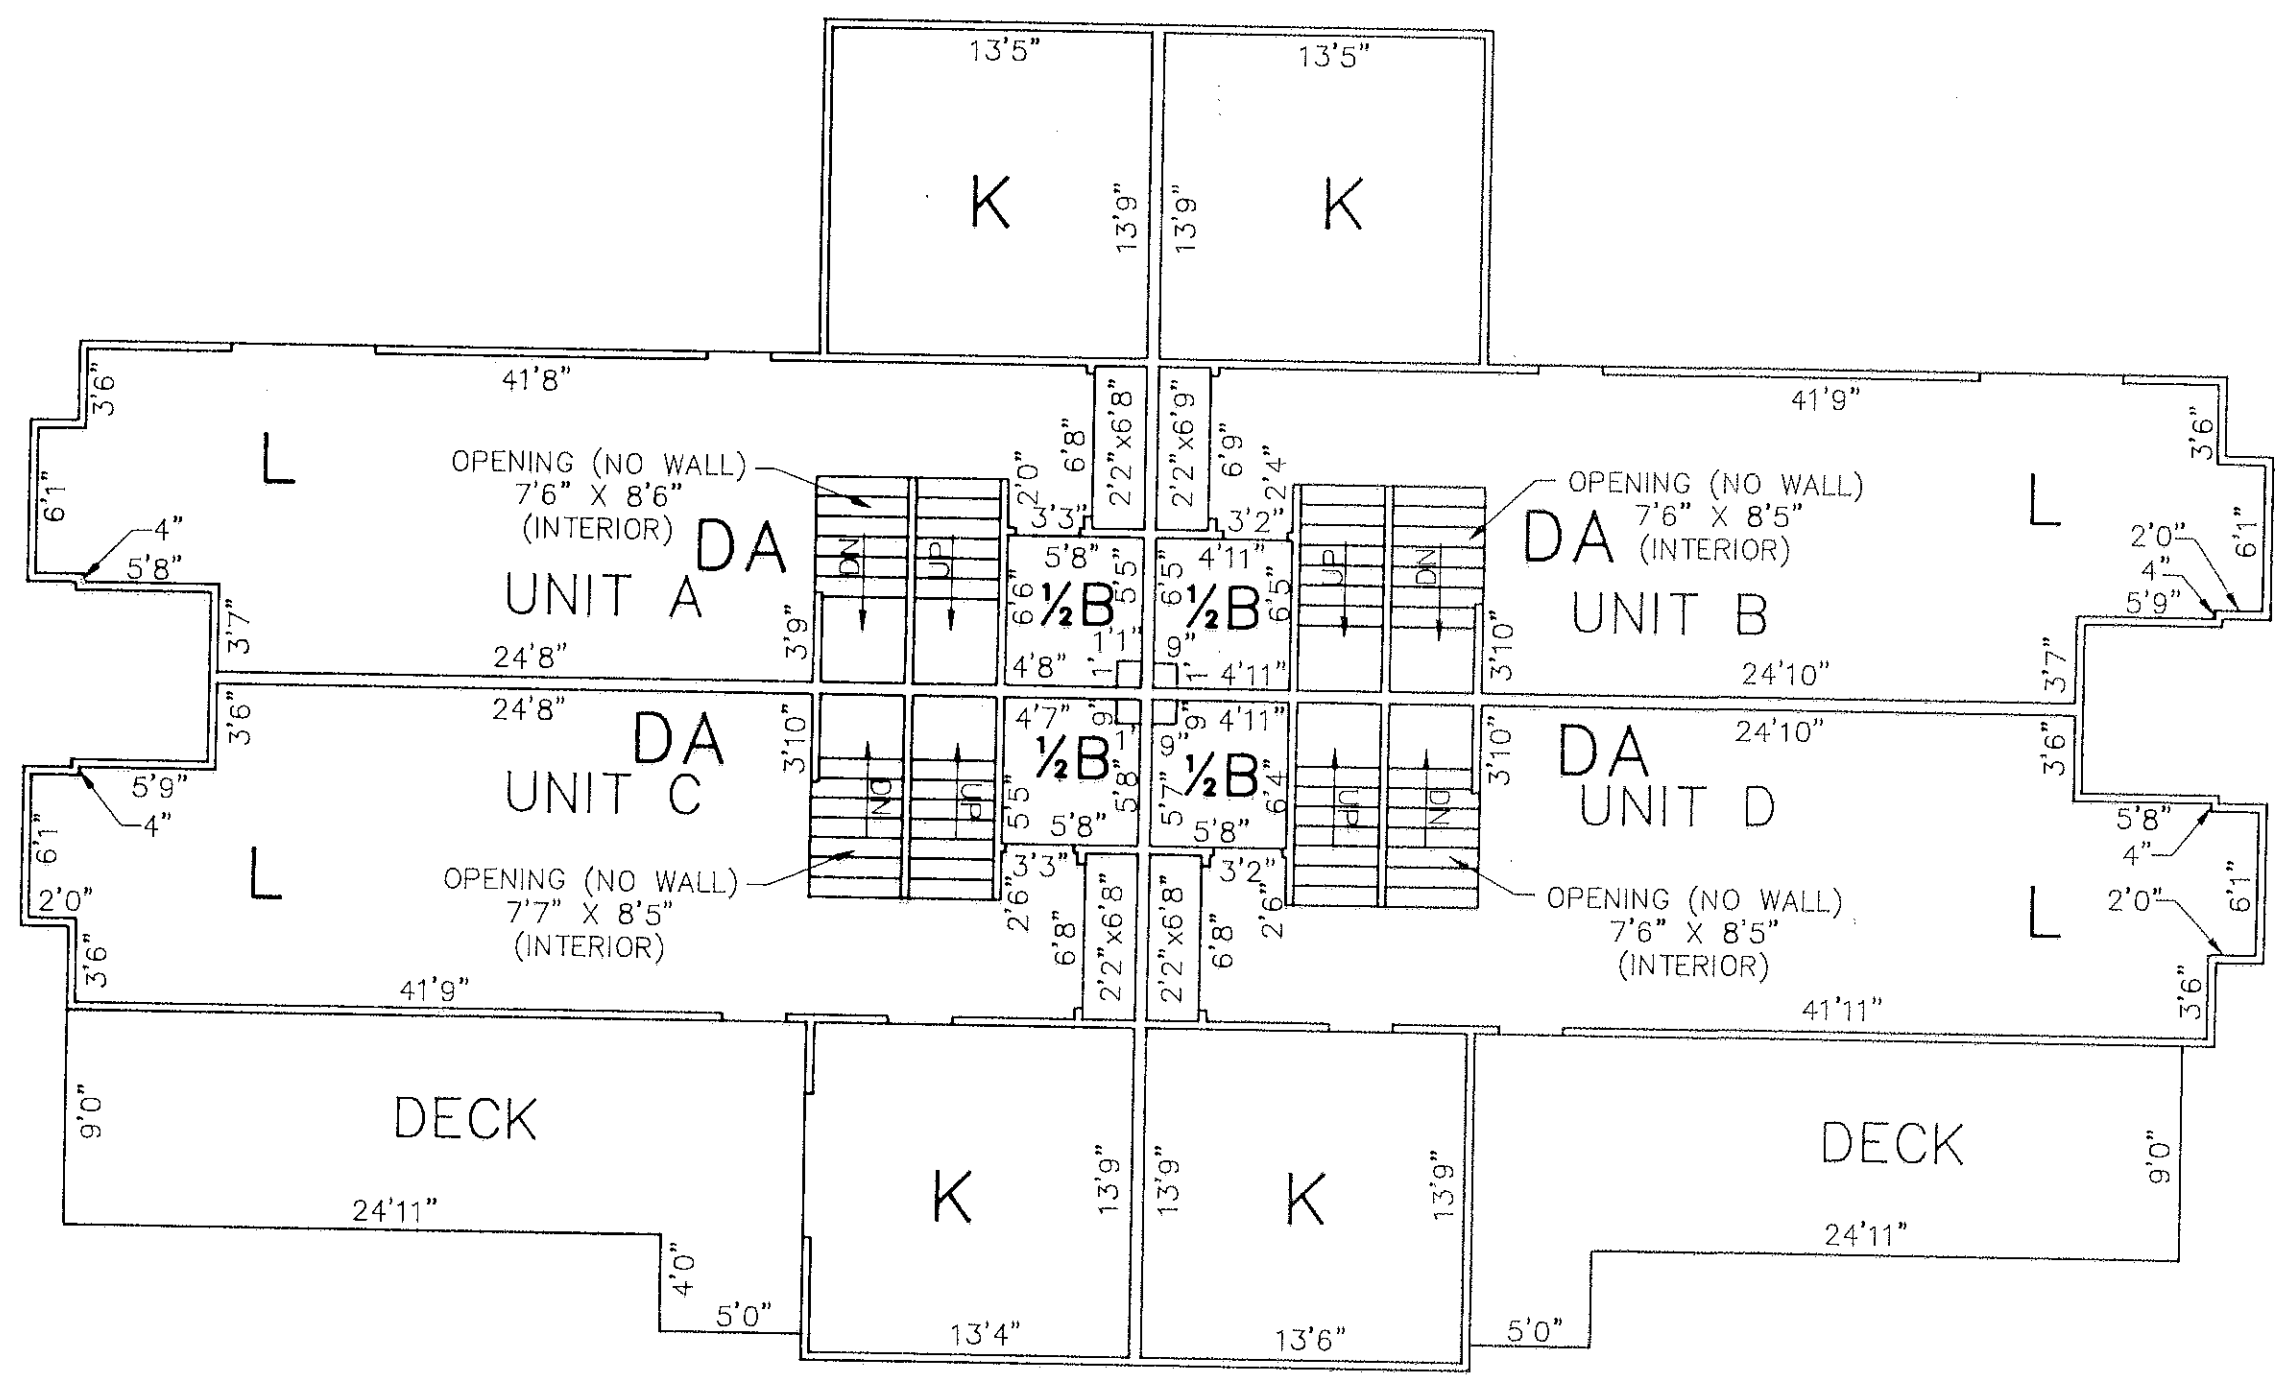 13'5"
13'5"
K
K
13'9"
13'9"
41'8"
41'9"
3'6"
3'6"
L
L
OPENING (NO WALL)
7'6" X 8'6"
(INTERIOR)
OPENING (NO WALL)
7'6" X 8'5"
(INTERIOR)
6'8"
2'2"x6'8"
2'2"x6'9"
6'9"
2'0"
2'4"
3'3"
3'2"
6'1"
4"
5'8"
DA
UNIT A
DN
UP
5'8"
4'11"
6'6"
½B
5'5"
6'5"
½B
6'5"
UP
DN
DA
UNIT B
2'0"
4"
5'9"
6'1"
3'7"
24'8"
3'9"
4'8"
1'1"
1'
9"
1'
4'11"
3'10"
24'10"
3'7"
3'6"
24'8"
DA
UNIT C
3'10"
4'7"
9"
1'
9
9"
4'11"
3'10"
24'10"
DA
UNIT D
3'6"
5'9"
4"
6'1"
2'0"
3'6"
L
DN
UP
½B
5'5"
5'8
5'8"
½B
5'7"
6'4
5'8"
UP
DN
5'8"
4"
2'0"
6'1"
3'6"
L
OPENING (NO WALL)
7'7" X 8'5"
(INTERIOR)
3'3"
3'2"
2'6"
6'8"
2'2"x6'8"
2'2"x6'8"
6'8"
2'6"
OPENING (NO WALL)
7'6" X 8'5"
(INTERIOR)
41'9"
41'11"
9'0"
DECK
24'11"
4'0"
5'0"
K
13'9"
13'9"
K
13'9"
13'4"
13'6"
DECK
9'0"
24'11"
5'0"